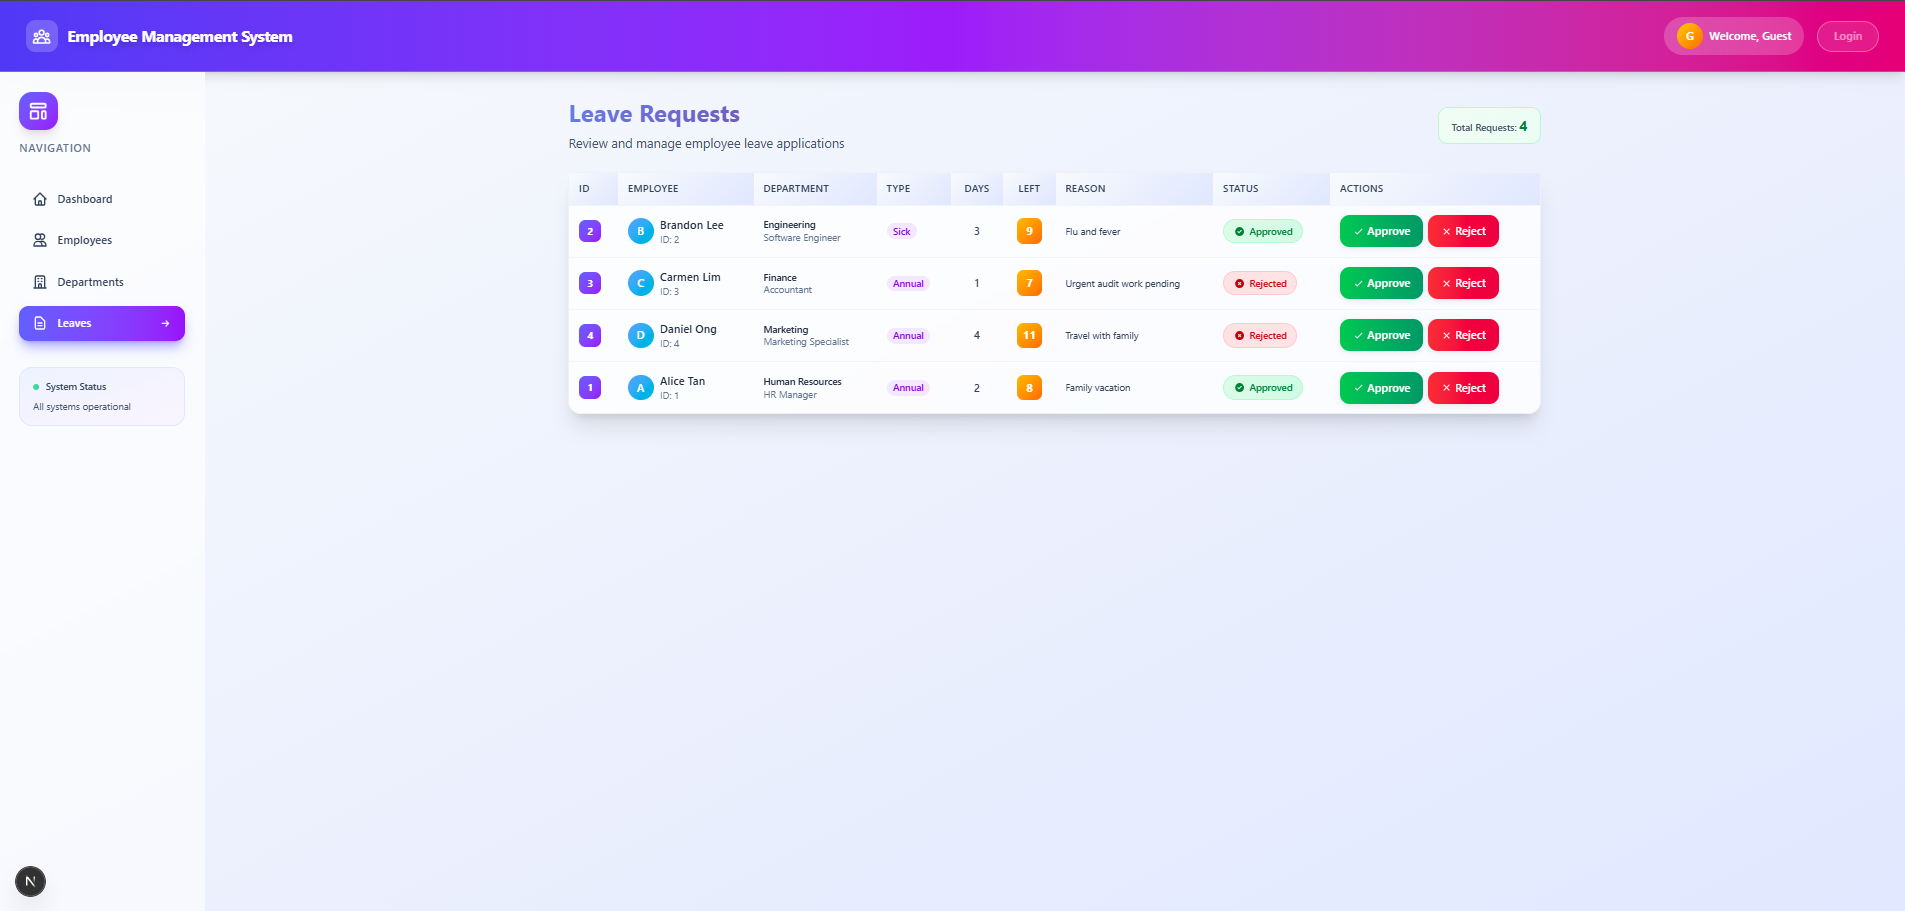 Employee Management System
G Welcome, Guest
Login
NAVIGATION
Dashboard
Employees
Departments
Leaves
System Status
All systems operational
N
Leave Requests
Review and manage employee leave applications
Total Requests: 4
ID EMPLOYEE DEPARTMENT TYPE DAYS LEFT REASON STATUS ACTIONS
2 B Brandon Lee Engineering Sick 3 9 Flu and fever Approved Approve Reject
ID: 2 Software Engineer
3 C Carmen Lim Finance Annual 1 7 Urgent audit work pending Rejected Approve Reject
ID: 3 Accountant
4 D Daniel Ong Marketing Annual 4 11 Travel with family Rejected Approve Reject
ID: 4 Marketing Specialist
1 A Alice Tan Human Resources Annual 2 8 Family vacation Approved Approve Reject
ID: 1 HR Manager